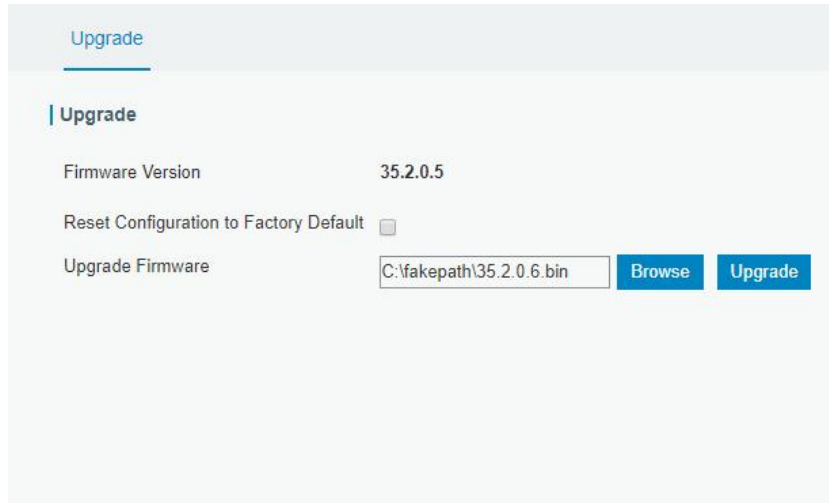 Upgrade
Upgrade
Firmware Version 35.2.0.5
Reset Configuration to Factory Default
Upgrade Firmware C:\fakepath\35.2.0.6.bin Browse Upgrade